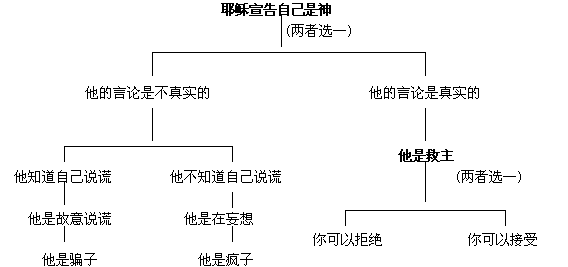 耶稣宣告自己是神
(两者选一)
他的言论是不真实的
他的言论是真实的
他是救主
他知道自己说谎
他不知道自己说谎
(两者选一)
他是故意说谎
他是在妄想
你可以拒绝
你可以接受
他是骗子
他是疯子